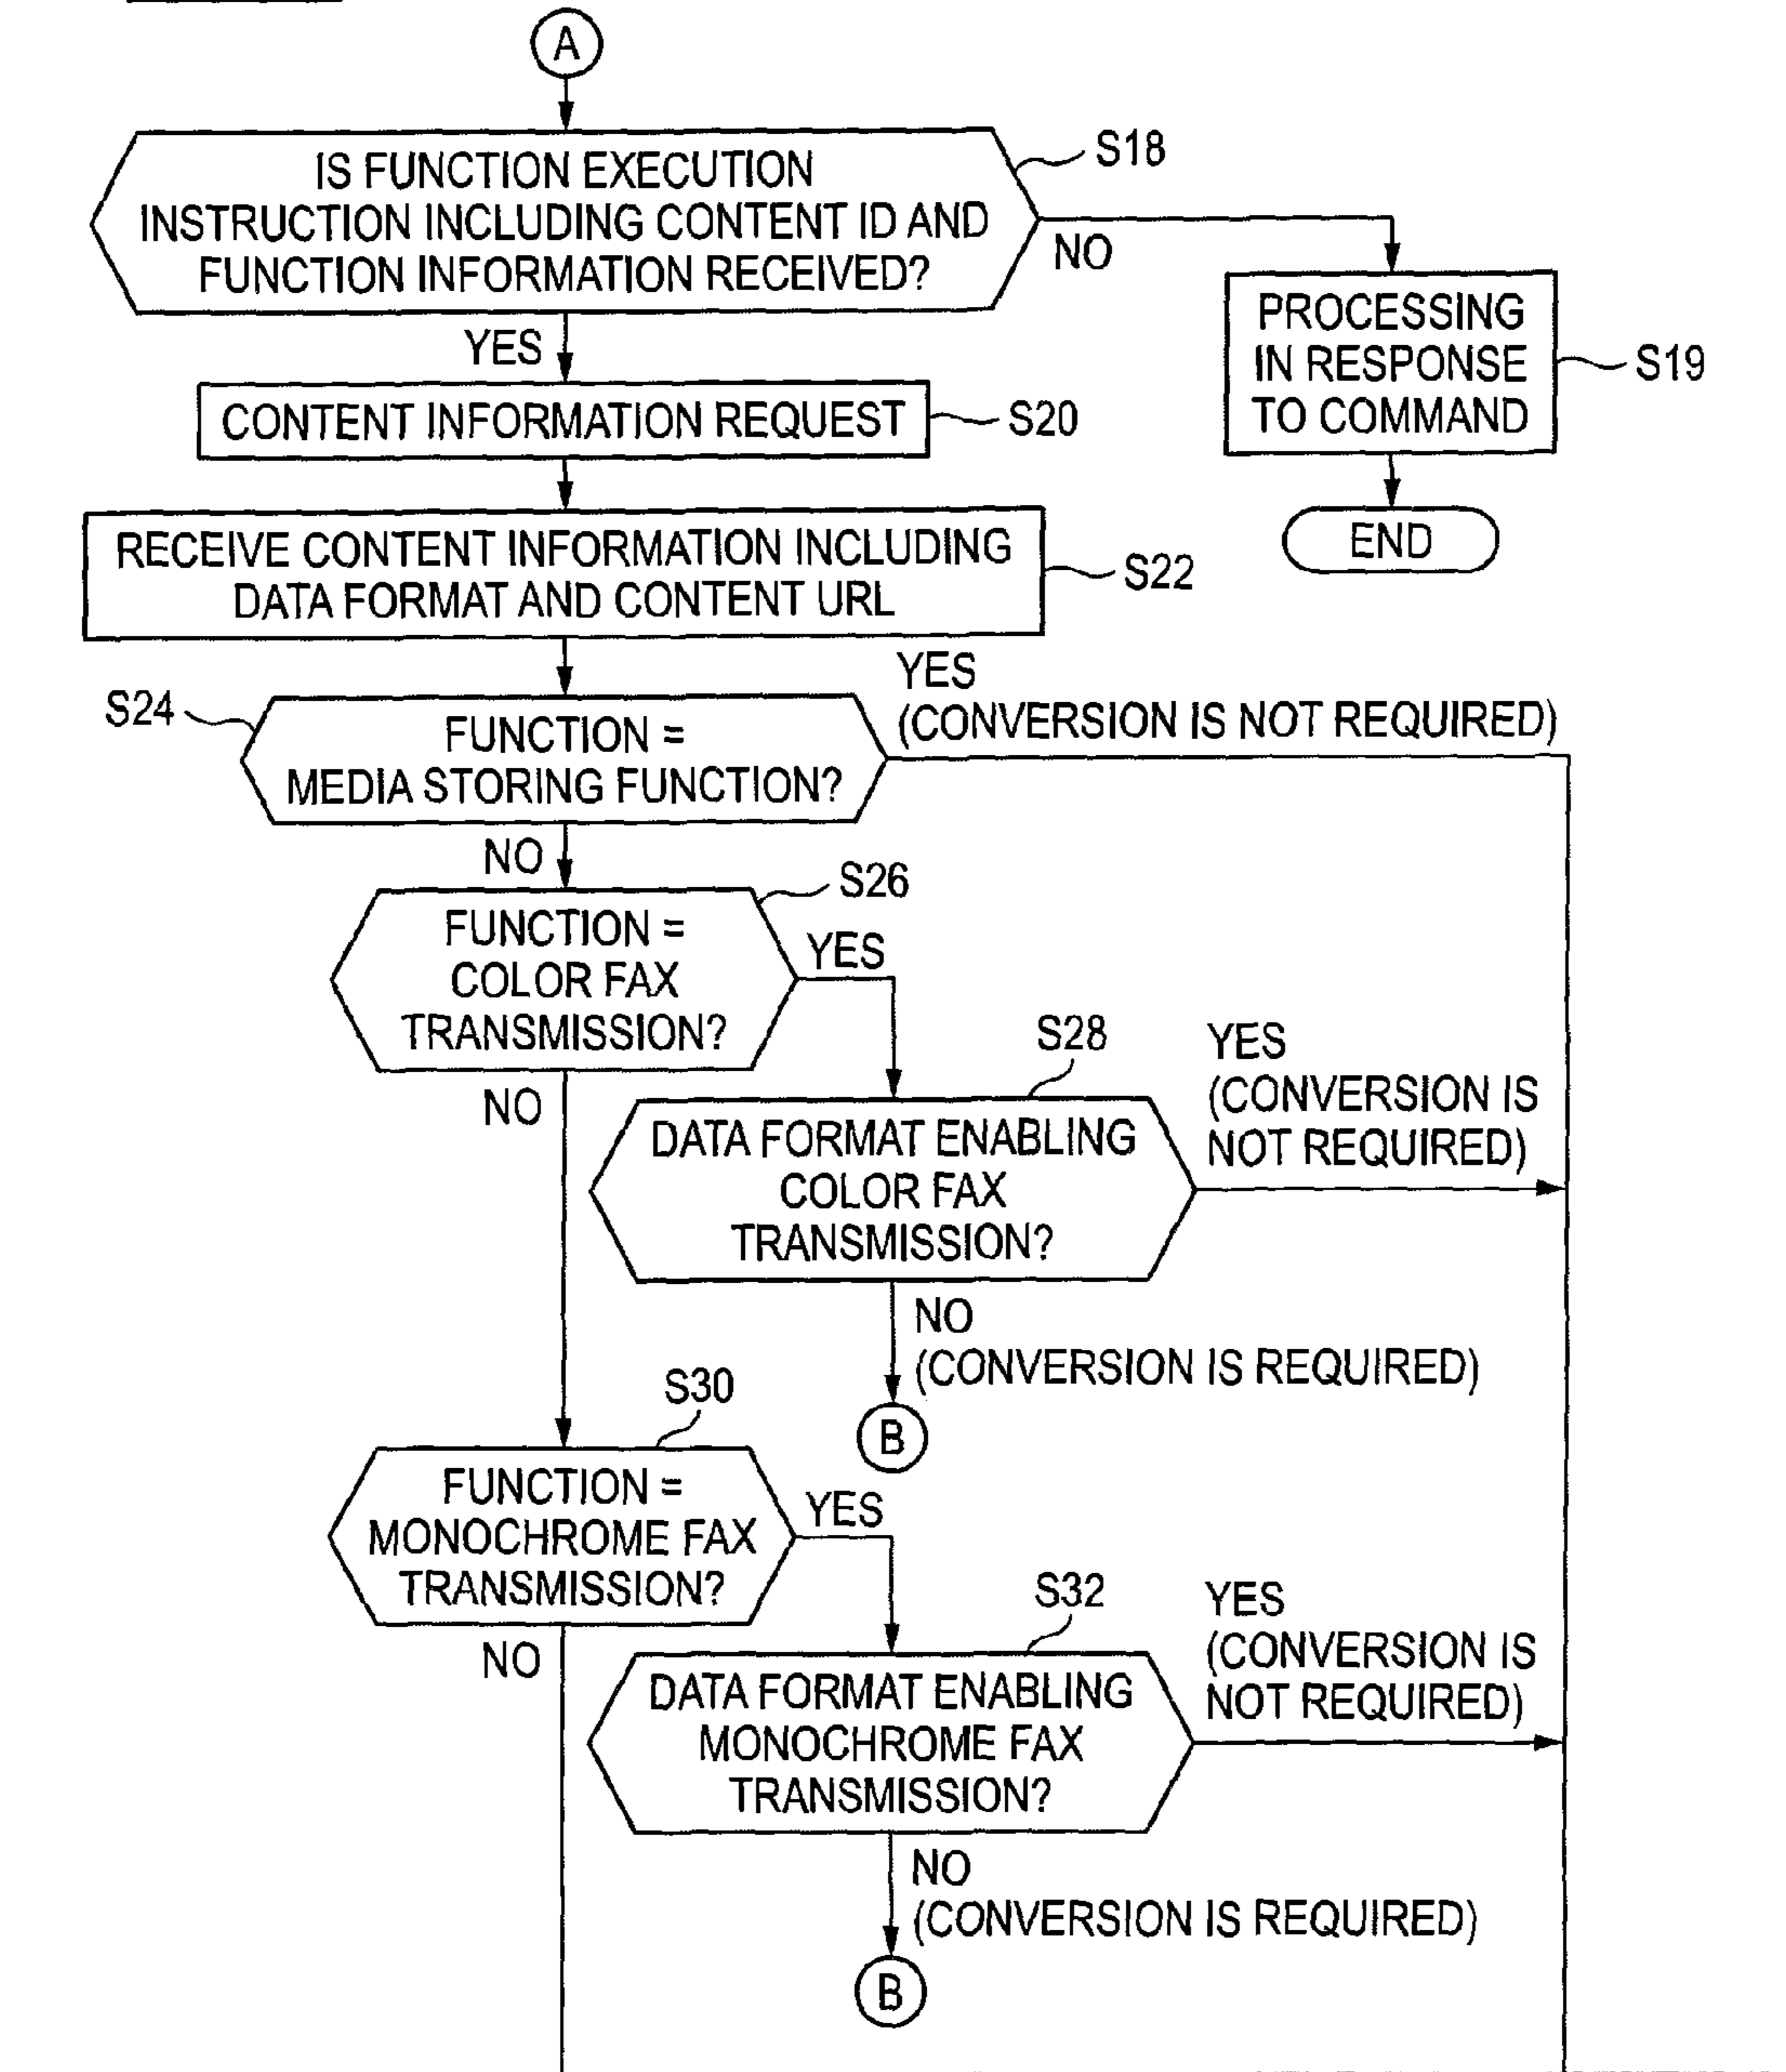 A
IS FUNCTION EXECUTION
INSTRUCTION INCLUDING CONTENT ID AND
FUNCTION INFORMATION RECEIVED?
S18
NO
YES
PROCESSING
IN RESPONSE
TO COMMAND
S19
CONTENT INFORMATION REQUEST
S20
END
RECEIVE CONTENT INFORMATION INCLUDING
DATA FORMAT AND CONTENT URL
S22
S24
FUNCTION =
MEDIA STORING FUNCTION?
YES
(CONVERSION IS NOT REQUIRED)
NO
S26
FUNCTION =
COLOR FAX
TRANSMISSION?
YES
NO
S28
DATA FORMAT ENABLING
COLOR FAX
TRANSMISSION?
YES
(CONVERSION IS
NOT REQUIRED)
NO
(CONVERSION IS REQUIRED)
B
S30
FUNCTION =
MONOCHROME FAX
TRANSMISSION?
YES
NO
S32
DATA FORMAT ENABLING
MONOCHROME FAX
TRANSMISSION?
YES
(CONVERSION IS
NOT REQUIRED)
NO
(CONVERSION IS REQUIRED)
B